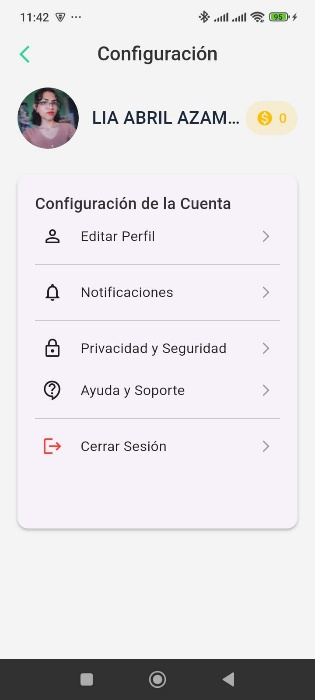 11:42
95
Configuración
LIA ABRIL AZAM...
0
Configuración de la Cuenta
Editar Perfil
Notificaciones
Privacidad y Seguridad
Ayuda y Soporte
Cerrar Sesión